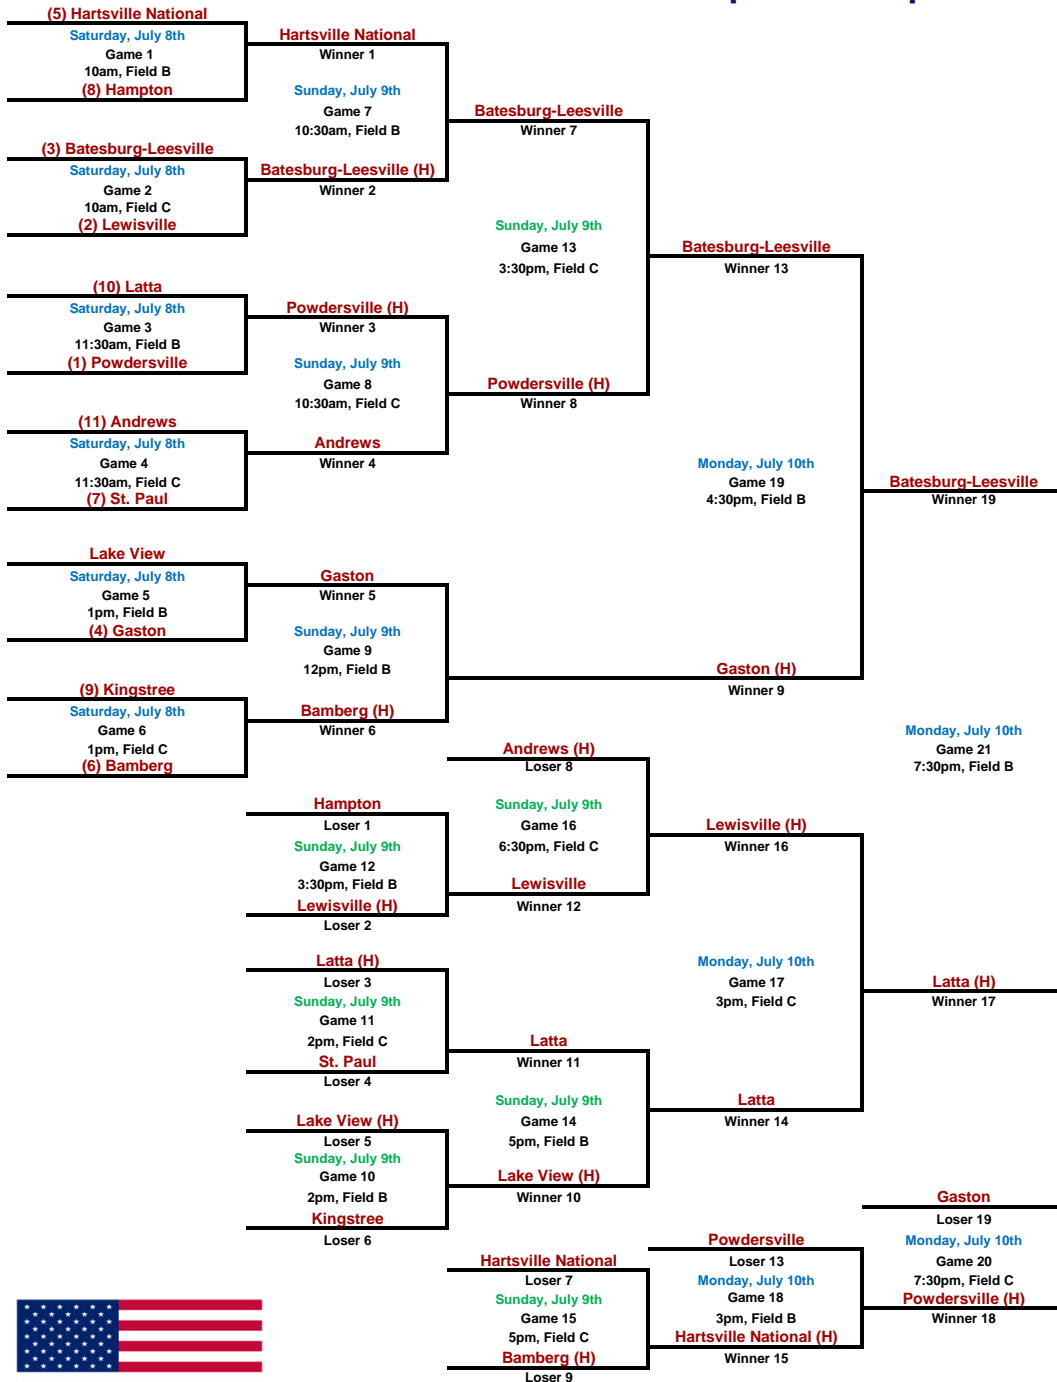 (5) Hartsville National
Saturday, July 8th
Game 1
10am, Field B
(8) Hampton
Hartsville National
Winner 1
Sunday, July 9th
Game 7
10:30am, Field B
Batesburg-Leesville
Winner 7
(3) Batesburg-Leesville
Saturday, July 8th
Game 2
10am, Field C
(2) Lewisville
Batesburg-Leesville (H)
Winner 2
Sunday, July 9th
Game 13
3:30pm, Field C
Batesburg-Leesville
Winner 13
(10) Latta
Saturday, July 8th
Game 3
11:30am, Field B
(1) Powdersville
Powdersville (H)
Winner 3
Sunday, July 9th
Game 8
10:30am, Field C
Powdersville (H)
Winner 8
(11) Andrews
Saturday, July 8th
Game 4
11:30am, Field C
(7) St. Paul
Andrews
Winner 4
Monday, July 10th
Game 19
4:30pm, Field B
Batesburg-Leesville
Winner 19
Lake View
Saturday, July 8th
Game 5
1pm, Field B
(4) Gaston
Gaston
Winner 5
Sunday, July 9th
Game 9
12pm, Field B
Gaston (H)
Winner 9
(9) Kingstree
Saturday, July 8th
Game 6
1pm, Field C
(6) Bamberg
Bamberg (H)
Winner 6
Monday, July 10th
Game 21
7:30pm, Field B
Andrews (H)
Loser 8
Sunday, July 9th
Game 16
6:30pm, Field C
Lewisville (H)
Winner 16
Hampton
Loser 1
Sunday, July 9th
Game 12
3:30pm, Field B
Lewisville (H)
Loser 2
Lewisville
Winner 12
Latta (H)
Loser 3
Sunday, July 9th
Game 11
2pm, Field C
St. Paul
Loser 4
Monday, July 10th
Game 17
3pm, Field C
Latta (H)
Winner 17
Latta
Winner 11
Sunday, July 9th
Game 14
5pm, Field B
Latta
Winner 14
Lake View (H)
Loser 5
Sunday, July 9th
Game 10
2pm, Field B
Kingstree
Loser 6
Lake View (H)
Winner 10
Gaston
Loser 19
Monday, July 10th
Game 20
7:30pm, Field C
Powdersville (H)
Winner 18
Powdersville
Loser 13
Monday, July 10th
Game 18
3pm, Field B
Hartsville National (H)
Winner 15
Hartsville National
Loser 7
Sunday, July 9th
Game 15
5pm, Field C
Bamberg (H)
Loser 9